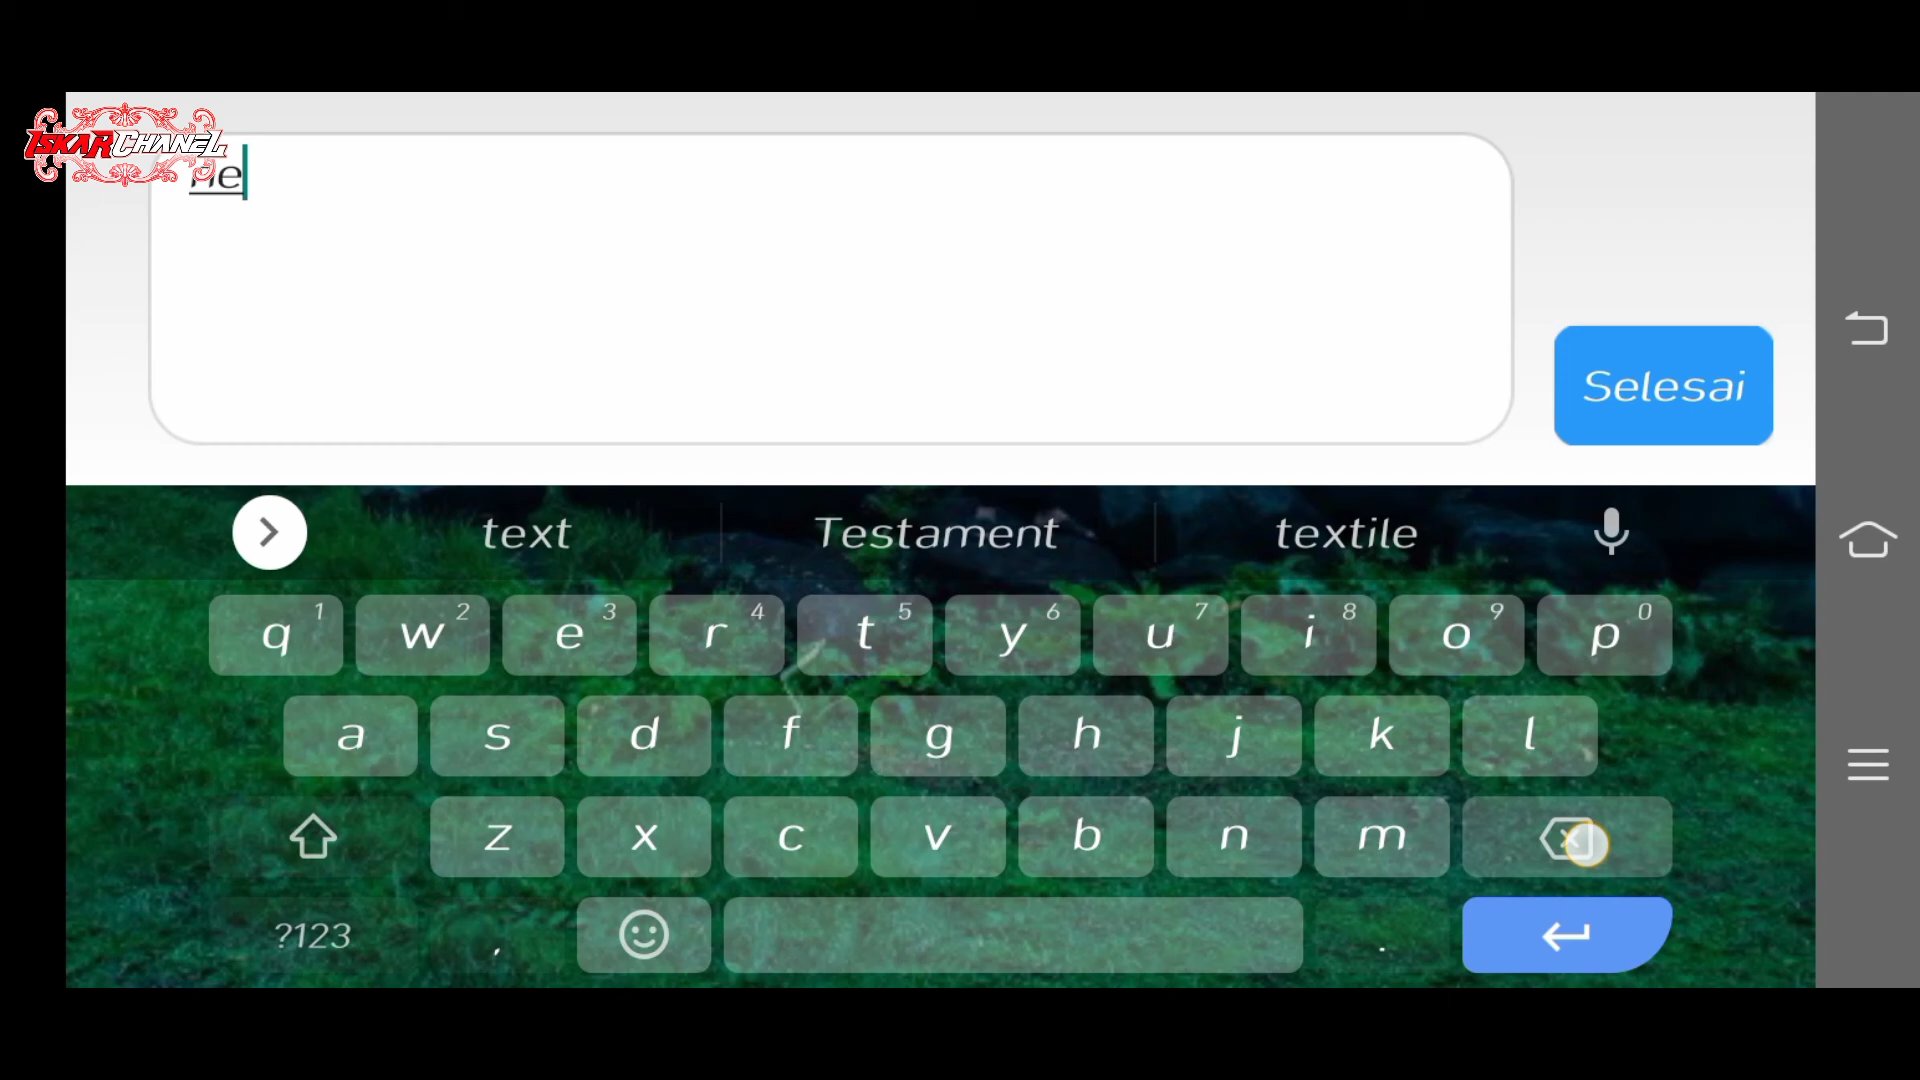 ISKAR CHANEL
Selesai
text Testament textile
q 1 w 2 e 3 r 4 t 5 y 6 u 7 i 8 o 9 p 0
a s d f g h j k l
z x c v b n m
?123 , .